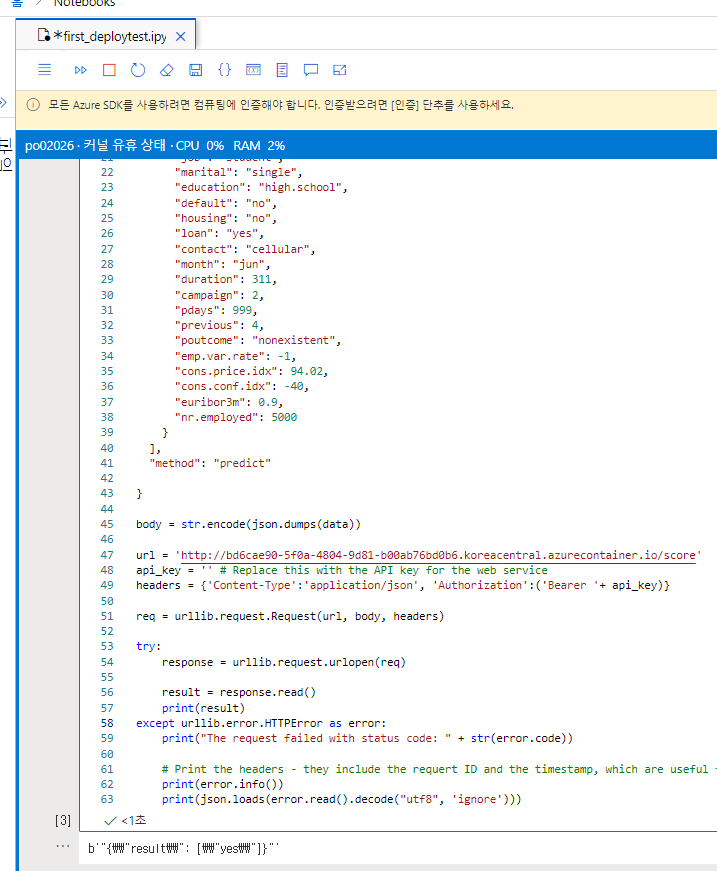 홈 > Notebooks
*first_deploytest.ipy
모든 Azure SDK를 사용하려면 컴퓨팅에 인증해야 합니다. 인증받으려면 [인증] 단추를 사용하세요.
po02026 · 커널 유휴 상태 · CPU 0% RAM 2%
21 "job": "student",
22 "marital": "single",
23 "education": "high.school",
24 "default": "no",
25 "housing": "no",
26 "loan": "yes",
27 "contact": "cellular",
28 "month": "jun",
29 "duration": 311,
30 "campaign": 2,
31 "pdays": 999,
32 "previous": 4,
33 "poutcome": "nonexistent",
34 "emp.var.rate": -1,
35 "cons.price.idx": 94.02,
36 "cons.conf.idx": -40,
37 "euribor3m": 0.9,
38 "nr.employed": 5000
39 }
40 ],
41 "method": "predict"
42
43 }
44
45 body = str.encode(json.dumps(data))
46
47 url = 'http://bd6cae90-5f0a-4804-9d81-b00ab76bd0b6.koreacentral.azurecontainer.io/score'
48 api_key = '' # Replace this with the API key for the web service
49 headers = {'Content-Type':'application/json', 'Authorization':('Bearer '+ api_key)}
50
51 req = urllib.request.Request(url, body, headers)
52
53 try:
54 response = urllib.request.urlopen(req)
55
56 result = response.read()
57 print(result)
58 except urllib.error.HTTPError as error:
59 print("The request failed with status code: " + str(error.code))
60
61 # Print the headers - they include the requert ID and the timestamp, which are useful
62 print(error.info())
63 print(json.loads(error.read().decode("utf8", 'ignore')))
[3] <1초
b'"{₩₩"result₩₩": [₩₩"yes₩₩"]}"'